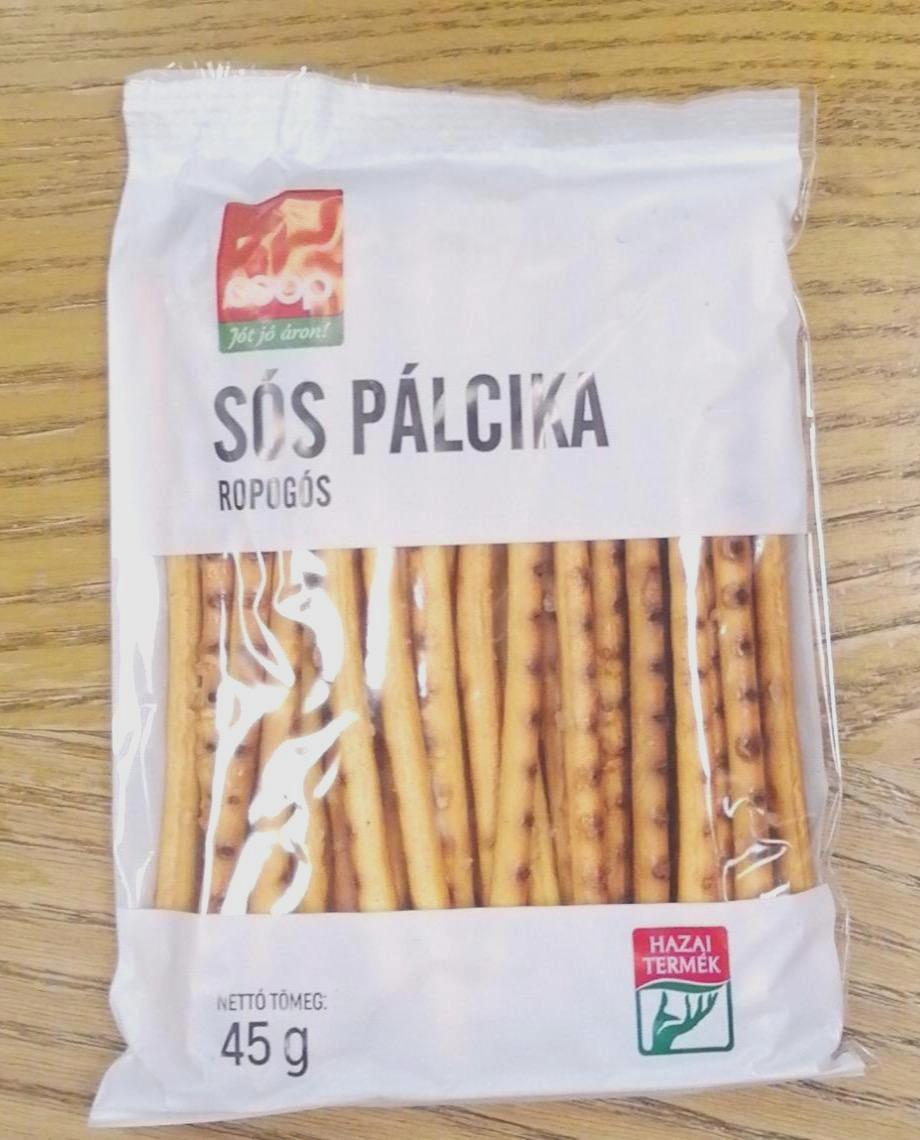 coop
Jót jó áron!
SÓS PÁLCIKA
ROPOGÓS
HAZAI
TERMÉK
NETTÓ TÖMEG:
45 g